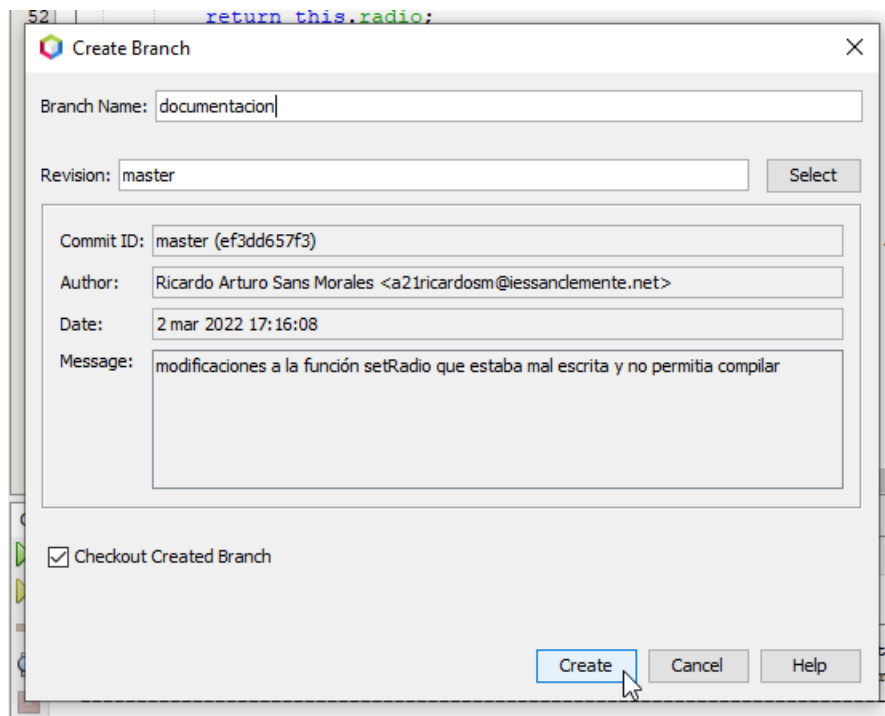 52 return this.radio;
Create Branch
Branch Name: documentacion
Revision: master Select
Commit ID: master (ef3dd657f3)
Author: Ricardo Arturo Sans Morales <a21ricardosm@iessanclemente.net>
Date: 2 mar 2022 17:16:08
Message: modificaciones a la función setRadio que estaba mal escrita y no permitia compilar
Checkout Created Branch
Create Cancel Help